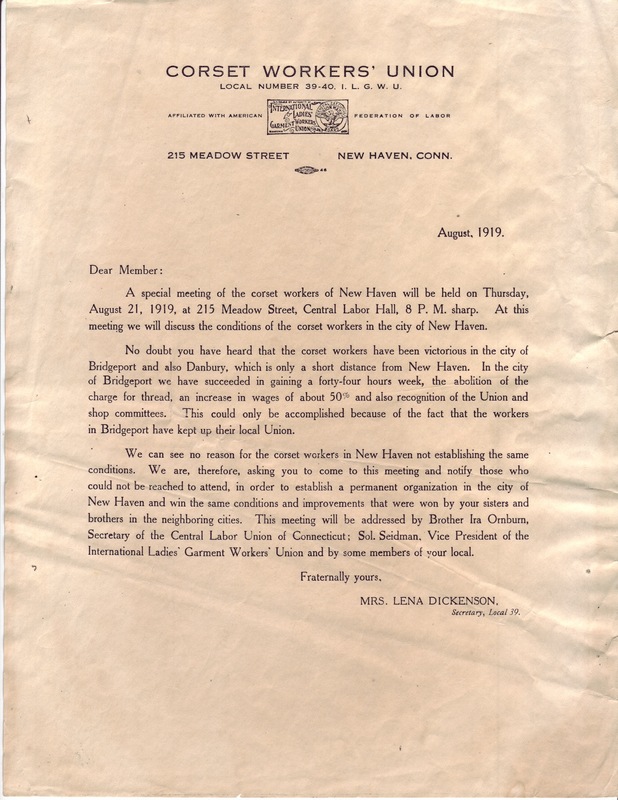 CORSET WORKERS' UNION
LOCAL NUMBER 39-40, I. L. G. W. U.
AFFILIATED WITH AMERICAN FEDERATION OF LABOR
INTERNATIONAL
LADIES'
GARMENT WORKERS
UNION
215 MEADOW STREET NEW HAVEN, CONN.
August, 1919.
Dear Member:
A special meeting of the corset workers of New Haven will be held on Thursday,
August 21, 1919, at 215 Meadow Street, Central Labor Hall, 8 P. M. sharp. At this
meeting we will discuss the conditions of the corset workers in the city of New Haven.
No doubt you have heard that the corset workers have been victorious in the city of
Bridgeport and also Danbury, which is only a short distance from New Haven. In the city
of Bridgeport we have succeeded in gaining a forty-four hours week, the abolition of the
charge for thread, an increase in wages of about 50% and also recognition of the Union and
shop committees. This could only be accomplished because of the fact that the workers
in Bridgeport have kept up their local Union.
We can see no reason for the corset workers in New Haven not establishing the same
conditions. We are, therefore, asking you to come to this meeting and notify those who
could not be reached to attend, in order to establish a permanent organization in the city of
New Haven and win the same conditions and improvements that were won by your sisters and
brothers in the neighboring cities. This meeting will be addressed by Brother Ira Ornburn,
Secretary of the Central Labor Union of Connecticut; Sol. Seidman, Vice President of the
International Ladies' Garment Workers' Union and by some members of your local.
Fraternally yours,
MRS. LENA DICKENSON,
Secretary, Local 39.